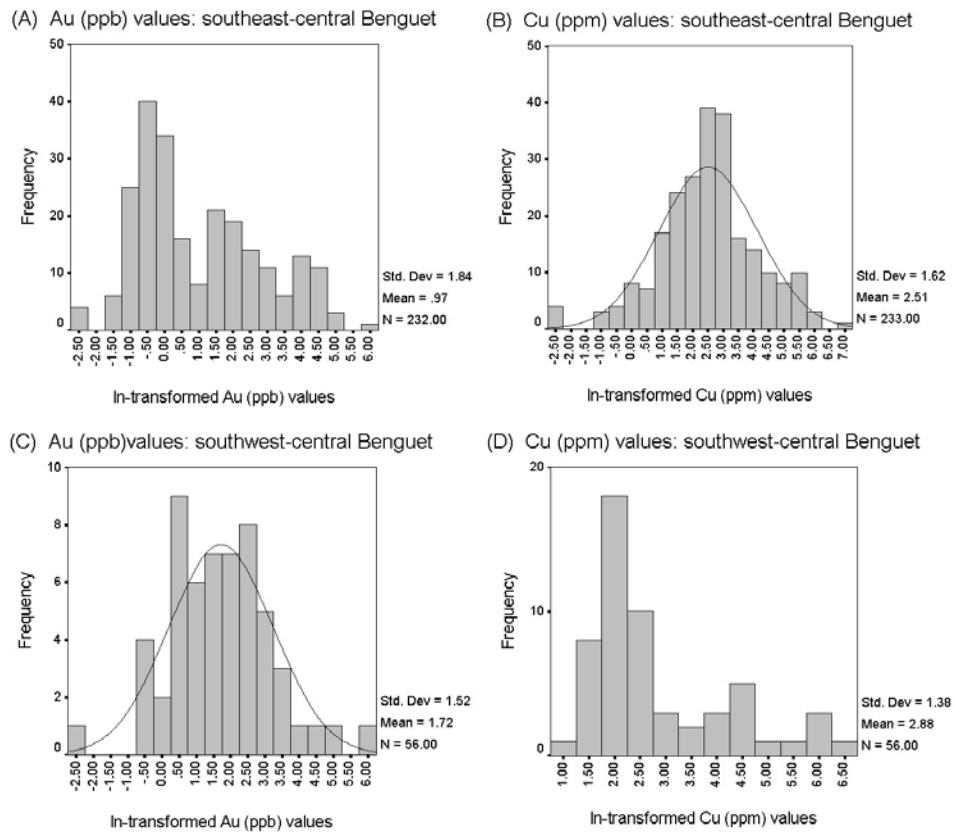 (A) Au (ppb) values: southeast-central Benguet
50
40
30
20
10
0
Frequency
-2.50 -2.00 -1.50 -1.00 -.50 0.00 .50 1.00 1.50 2.00 2.50 3.00 3.50 4.00 4.50 5.00 5.50 6.00
In-transformed Au (ppb) values
Std. Dev = 1.84
Mean = .97
N = 232.00
(B) Cu (ppm) values: southeast-central Benguet
50
40
30
20
10
0
Frequency
-2.50 -2.00 -1.50 -1.00 -.50 0.00 .50 1.00 1.50 2.00 2.50 3.00 3.50 4.00 4.50 5.00 5.50 6.00 6.50 7.00
In-transformed Cu (ppm) values
Std. Dev = 1.62
Mean = 2.51
N = 233.00
(C) Au (ppb)values: southwest-central Benguet
10
8
6
4
2
0
Frequency
-2.50 -2.00 -1.50 -1.00 -.50 0.00 .50 1.00 1.50 2.00 2.50 3.00 3.50 4.00 4.50 5.00 5.50 6.00
In-transformed Au (ppb) values
Std. Dev = 1.52
Mean = 1.72
N = 56.00
(D) Cu (ppm) values: southwest-central Benguet
20
10
0
Frequency
1.00 1.50 2.00 2.50 3.00 3.50 4.00 4.50 5.00 5.50 6.00 6.50
In-transformed Cu (ppm) values
Std. Dev = 1.38
Mean = 2.88
N = 56.00